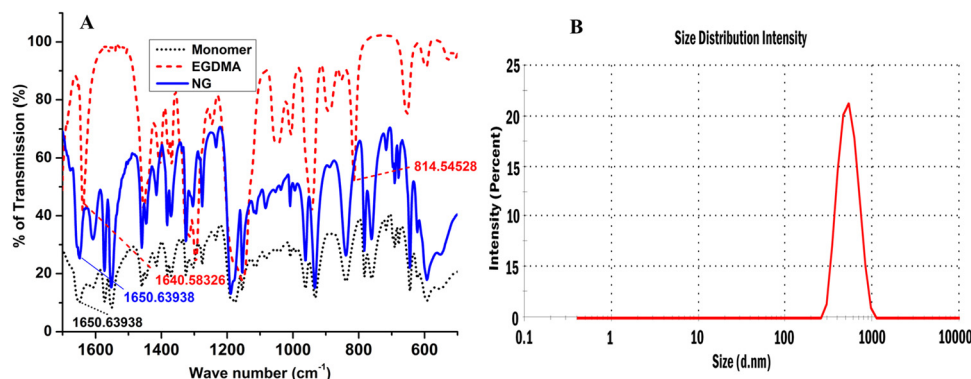 A
Monomer
EGDMA
NG
100
80
60
40
20
0
% of Transmission (%)
814.54528
1640.58326
1650.63938
1650.63938
1600
1400
1200
1000
800
600
Wave number (cm⁻¹)
B
Size Distribution Intensity
25
20
15
10
15
0
Intensity (Percent)
0.1
1
10
100
1000
10000
Size (d.nm)